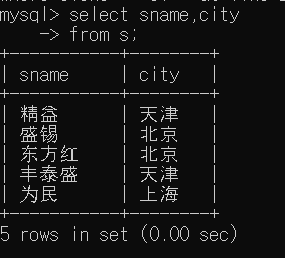 mysql> select sname,city
    -> from s;
+--------+--------+
| sname | city |
+--------+--------+
| 精益 | 天津 |
| 盛锡 | 北京 |
| 东方红 | 北京 |
| 丰泰盛 | 天津 |
| 为民 | 上海 |
+--------+--------+
5 rows in set (0.00 sec)